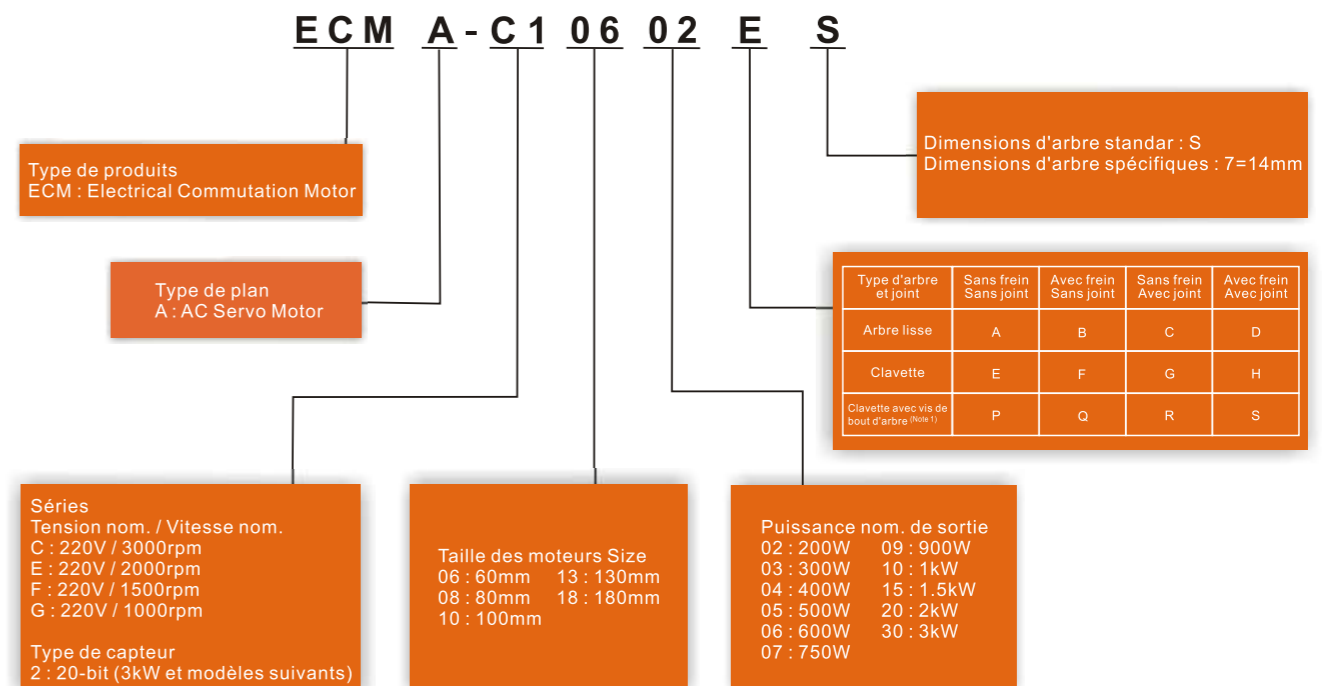 ECM A-C1 06 02 E S
Dimensions d'arbre standar : S
Dimensions d'arbre spécifiques : 7=14mm
Type de produits
ECM : Electrical Commutation Motor
Type de plan
A : AC Servo Motor
Type d'arbre et joint Sans frein Sans joint Avec frein Sans joint Sans frein Avec joint Avec frein Avec joint
Arbre lisse A B C D
Clavette E F G H
Clavette avec vis de bout d'arbre (Note 1) P Q R S
Séries
Tension nom. / Vitesse nom.
C : 220V / 3000rpm
E : 220V / 2000rpm
F : 220V / 1500rpm
G : 220V / 1000rpm
Type de capteur
2 : 20-bit (3kW et modèles suivants)
Taille des moteurs Size
06 : 60mm 13 : 130mm
08 : 80mm 18 : 180mm
10 : 100mm
Puissance nom. de sortie
02 : 200W 09 : 900W
03 : 300W 10 : 1kW
04 : 400W 15 : 1.5kW
05 : 500W 20 : 2kW
06 : 600W 30 : 3kW
07 : 750W